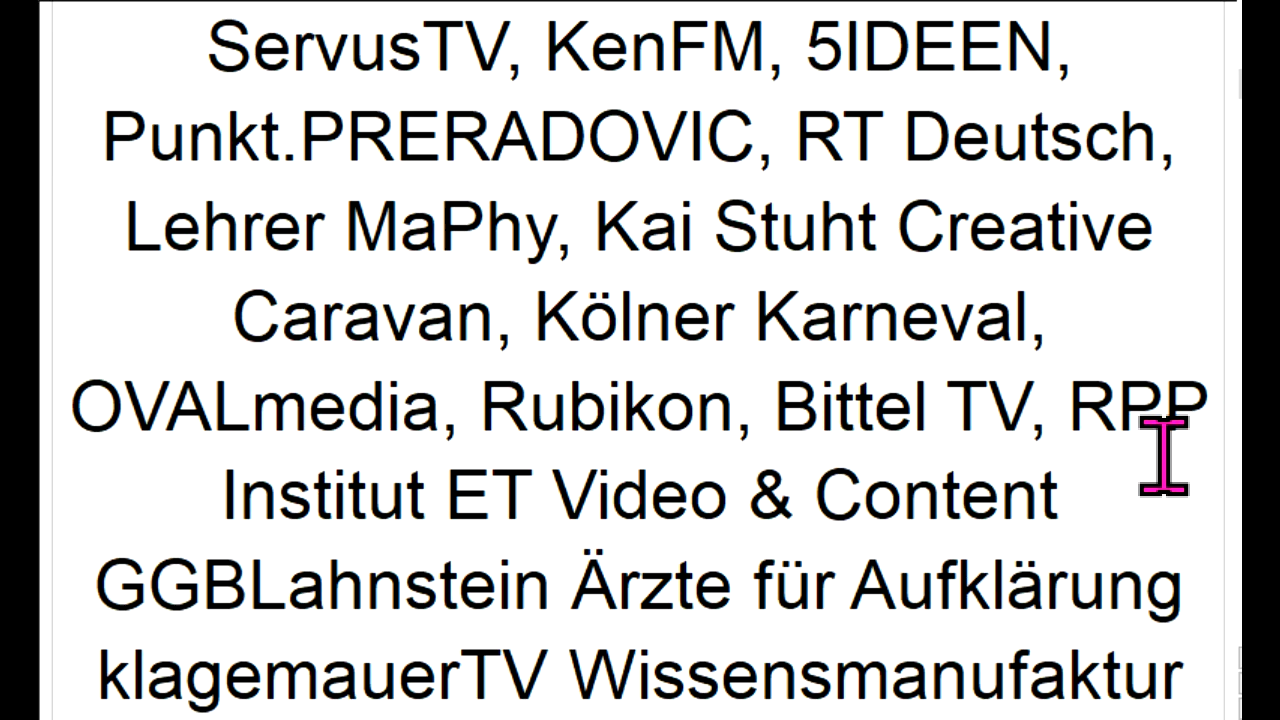 ServusTV, KenFM, 5IDEEN,
Punkt.PRERADOVIC, RT Deutsch,
Lehrer MaPhy, Kai Stuht Creative
Caravan, Kölner Karneval,
OVALmedia, Rubikon, Bittel TV, RPP
Institut ET Video & Content
GGBLahnstein Ärzte für Aufklärung
klagemauerTV Wissensmanufaktur